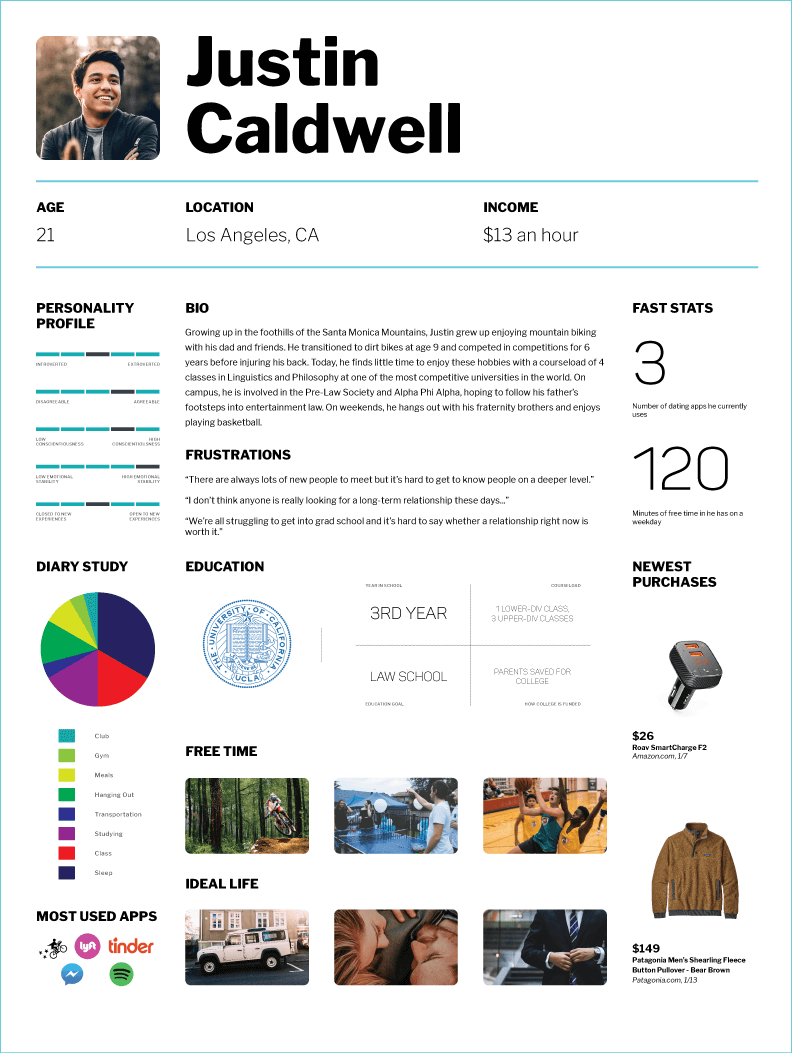 Justin
Caldwell
AGE
21
LOCATION
Los Angeles, CA
INCOME
$13 an hour
PERSONALITY
PROFILE
INTROVERTED
EXTROVERTED
DISAGREEABLE
AGREEABLE
LOW
CONSCIENTIOUSNESS
HIGH
CONSCIENTIOUSNESS
LOW EMOTIONAL
STABILITY
HIGH EMOTIONAL
STABILITY
CLOSED TO NEW
EXPERIENCES
OPEN TO NEW
EXPERIENCES
BIO
Growing up in the foothills of the Santa Monica Mountains, Justin grew up enjoying mountain biking
with his dad and friends. He transitioned to dirt bikes at age 9 and competed in competitions for 6
years before injuring his back. Today, he finds little time to enjoy these hobbies with a courseload of 4
classes in Linguistics and Philosophy at one of the most competitive universities in the world. On
campus, he is involved in the Pre-Law Society and Alpha Phi Alpha, hoping to follow his father's
footsteps into entertainment law. On weekends, he hangs out with his fraternity brothers and enjoys
playing basketball.
FRUSTRATIONS
“There are always lots of new people to meet but it's hard to get to know people on a deeper level.”
“I don't think anyone is really looking for a long-term relationship these days...”
“We're all struggling to get into grad school and it's hard to say whether a relationship right now is
worth it.”
FAST STATS
3
Number of dating apps he currently
uses
120
Minutes of free time in he has on a
weekday
DIARY STUDY
Club
Gym
Meals
Hanging Out
Transportation
Studying
Class
Sleep
EDUCATION
THE UNIVERSITY OF CALIFORNIA
UCLA
YEAR IN SCHOOL
3RD YEAR
COURSELOAD
1 LOWER-DIV CLASS,
3 UPPER-DIV CLASSES
LAW SCHOOL
EDUCATION GOAL
PARENTS SAVED FOR
COLLEGE
HOW COLLEGE IS FUNDED
NEWEST
PURCHASES
$26
Roav SmartCharge F2
Amazon.com, 1/7
$149
Patagonia Men's Shearling Fleece
Button Pullover - Bear Brown
Patagonia.com, 1/13
FREE TIME
IDEAL LIFE
MOST USED APPS
lyft
tinder